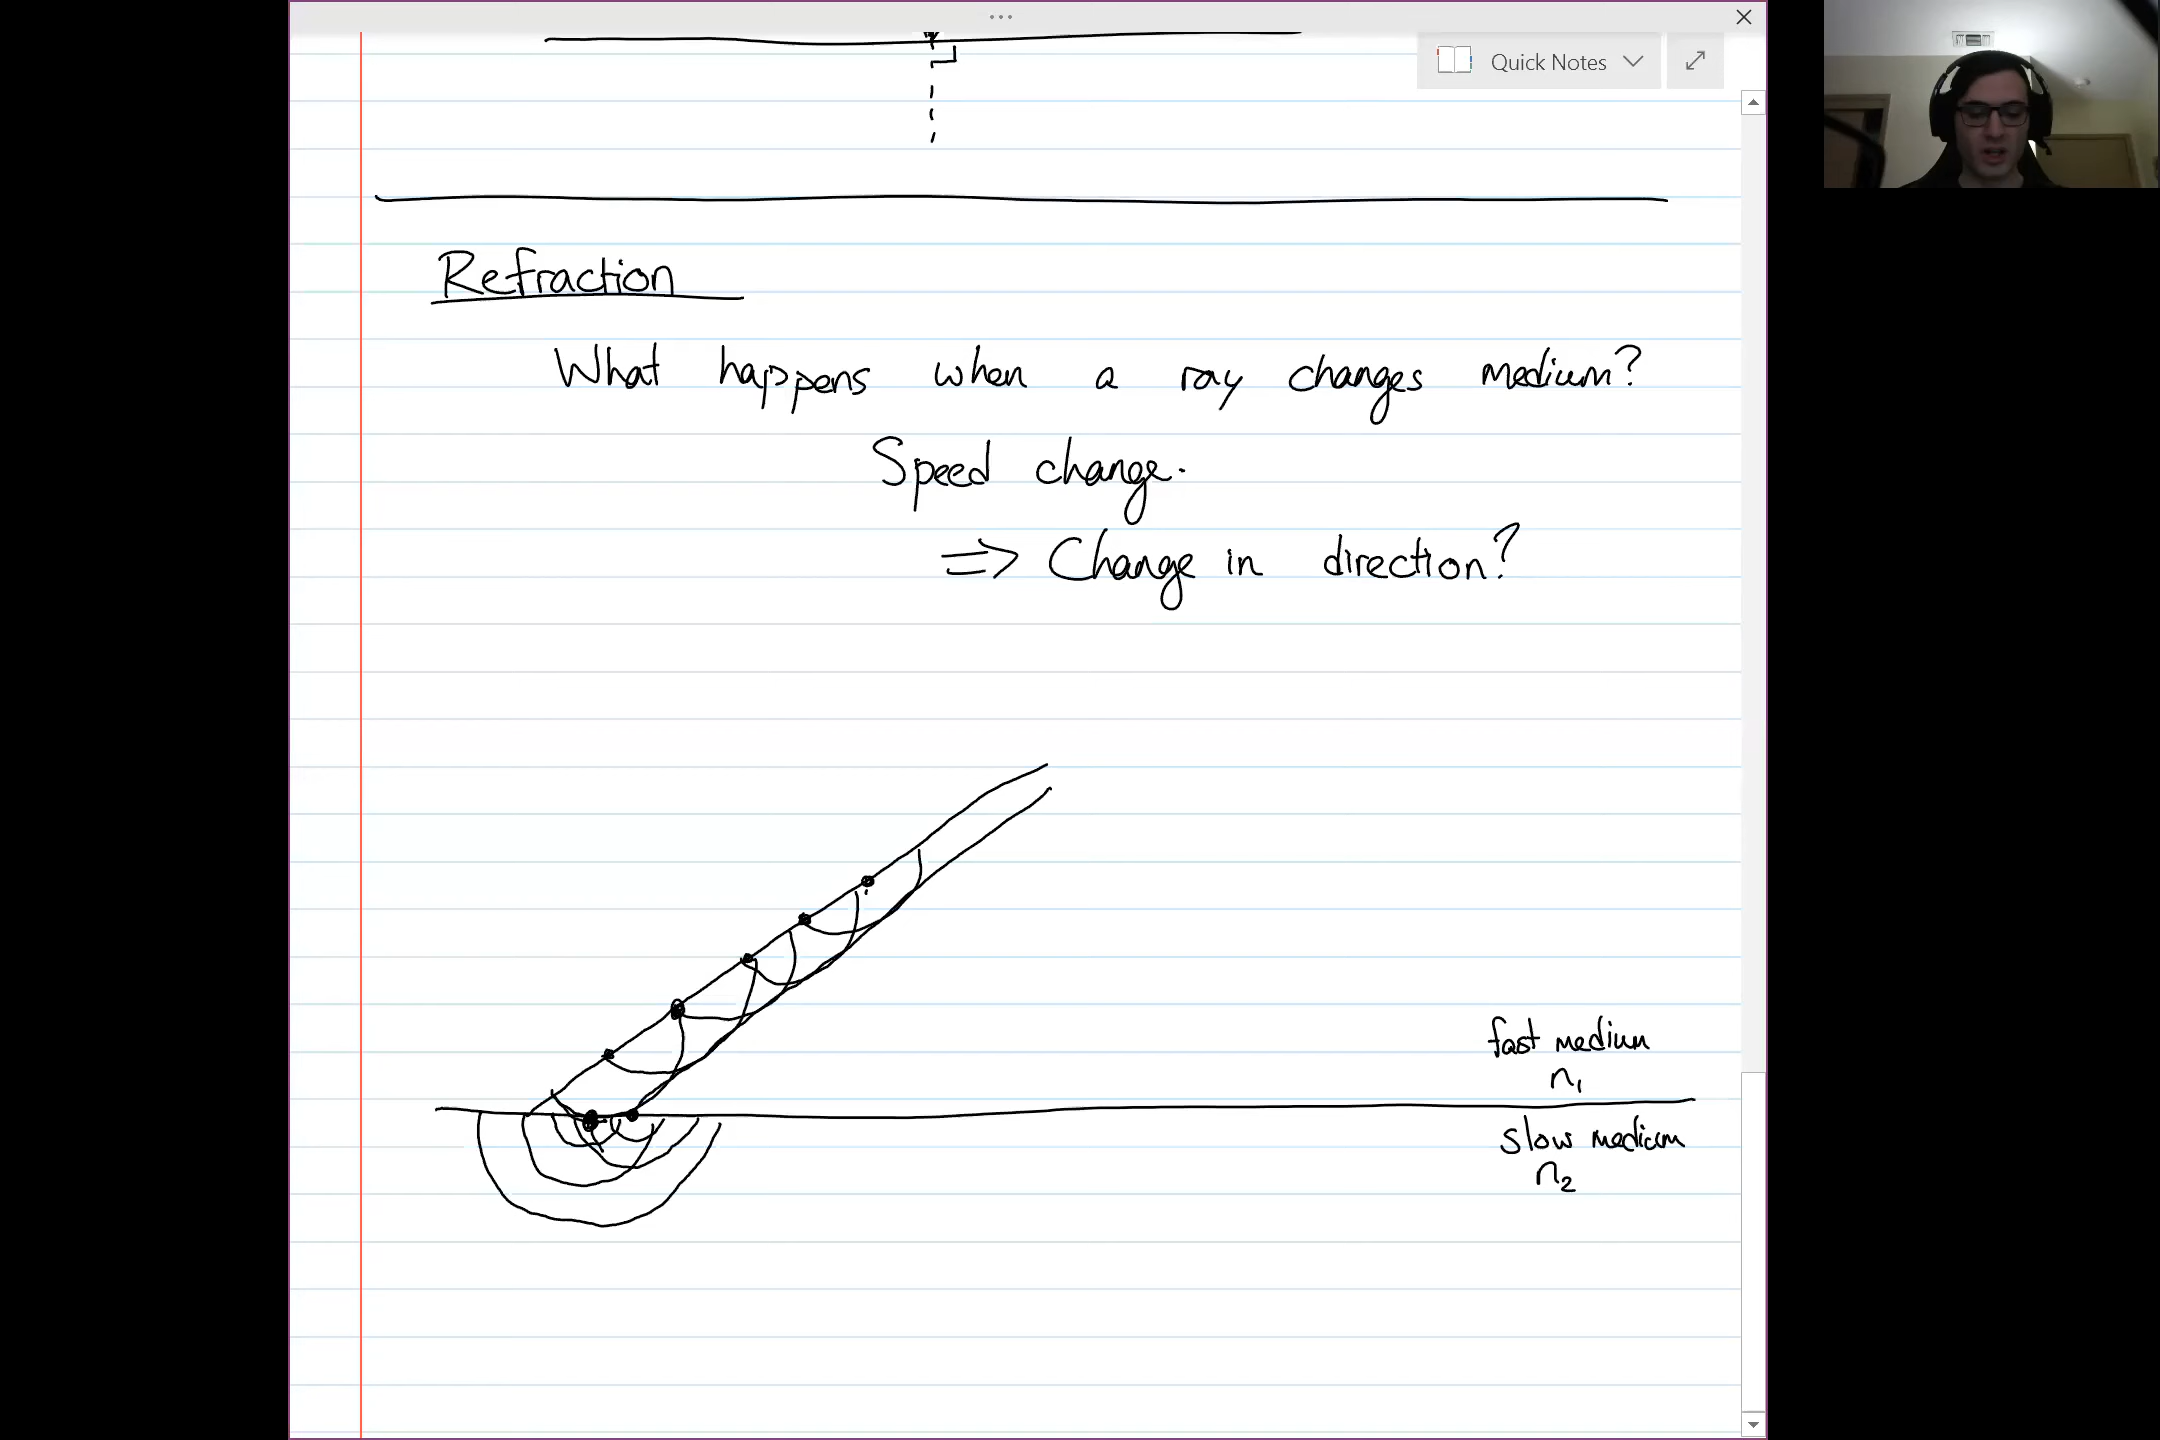 Quick Notes
Refraction
What happens when a ray changes medium?
Speed change.
=> Change in direction?
fast medium
n₁
slow medium
n₂